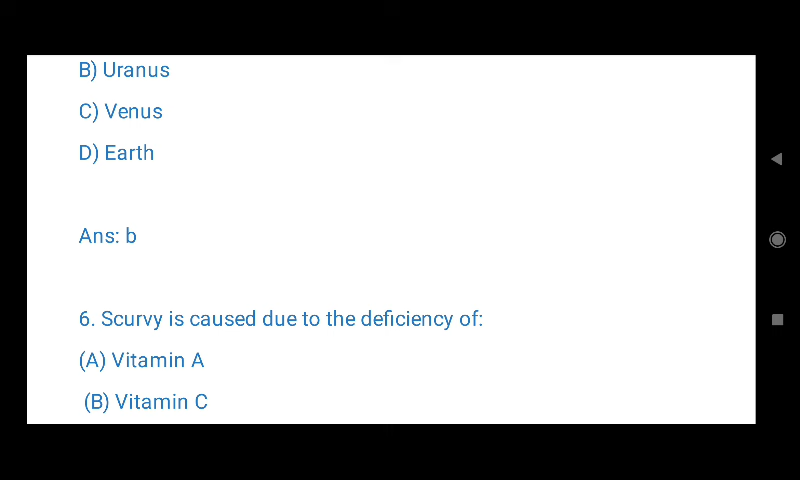 B) Uranus
C) Venus
D) Earth
Ans: b
6. Scurvy is caused due to the deficiency of:
(A) Vitamin A
(B) Vitamin C